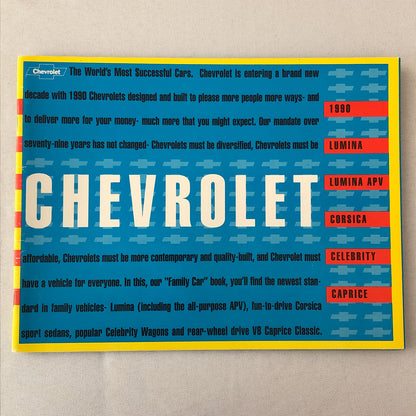 Chevrolet
The World's Most Successful Cars. Chevrolet is entering a brand new
decade with 1990 Chevrolets designed and built to please more people more ways- and
to deliver more for your money- much more that you might expect. Our mandate over
seventy-nine years has not changed- Chevrolets must be diversified, Chevrolets must be
CHEVROLET
affordable, Chevrolets must be more contemporary and quality-built, and Chevrolet must
have a vehicle for everyone. In this, our "Family Car" book, you'll find the newest stan-
dard in family vehicles- Lumina (including the all-purpose APV), fun-to-drive Corsica
sport sedans, popular Celebrity Wagons and rear-wheel drive V8 Caprice Classic.
1990
LUMINA
LUMINA APV
CORSICA
CELEBRITY
CAPRICE